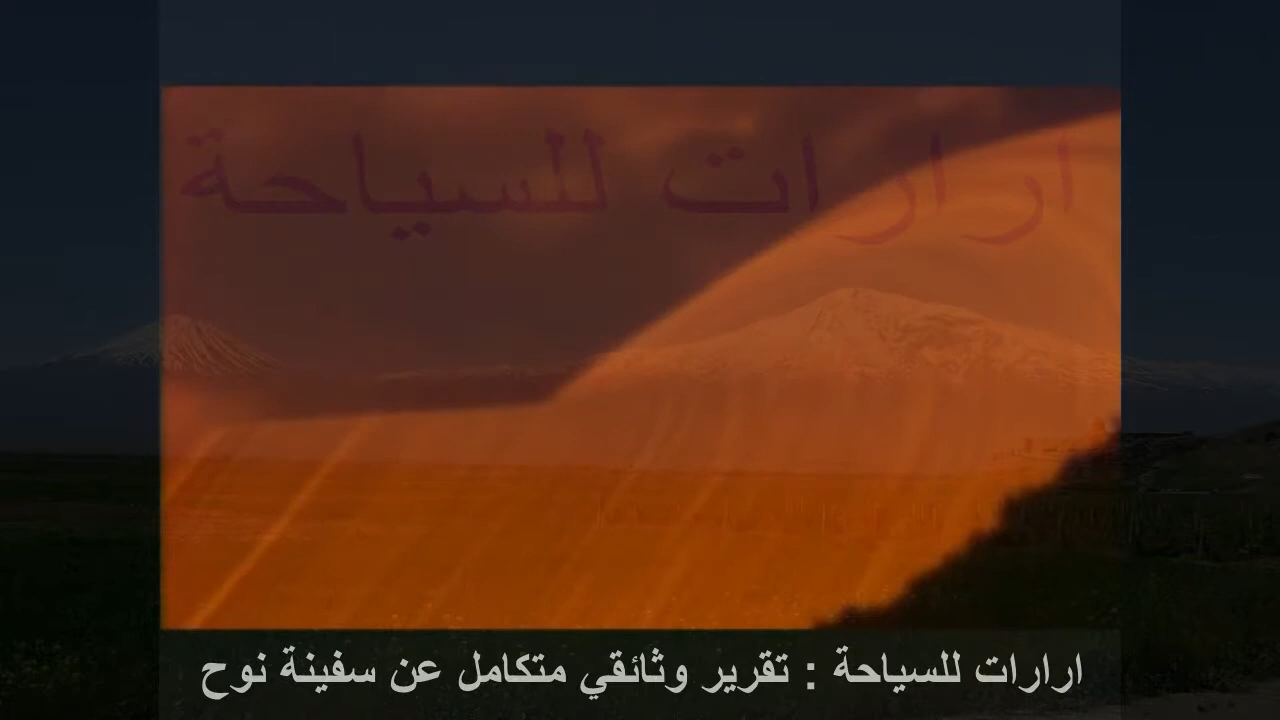 ارارات للسياحة
ارارات للسياحة : تقرير وثائقي متكامل عن سفينة نوح